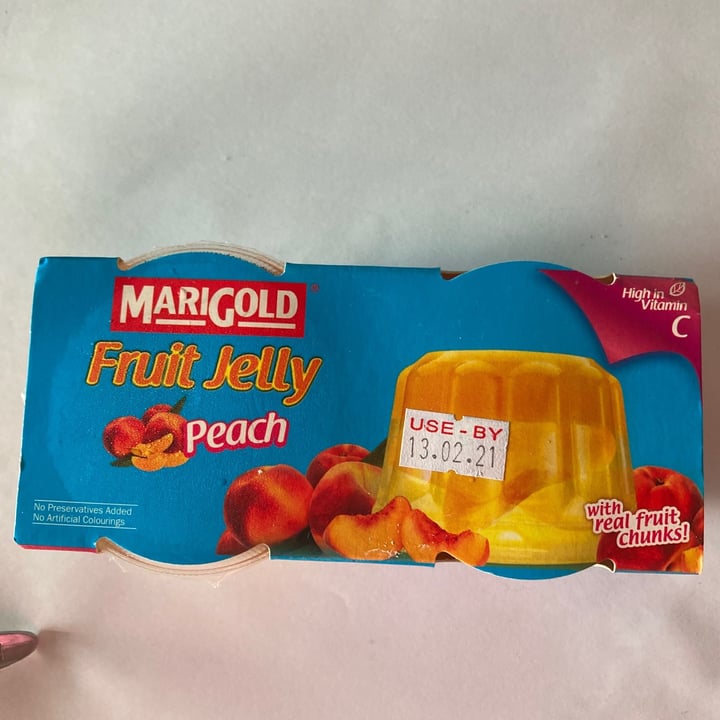 MARIGOLD
®
Fruit Jelly
Peach
No Preservatives Added
No Artificial Colourings
High in
Vitamin
C
USE-BY
13.02.21
with
real fruit
chunks!